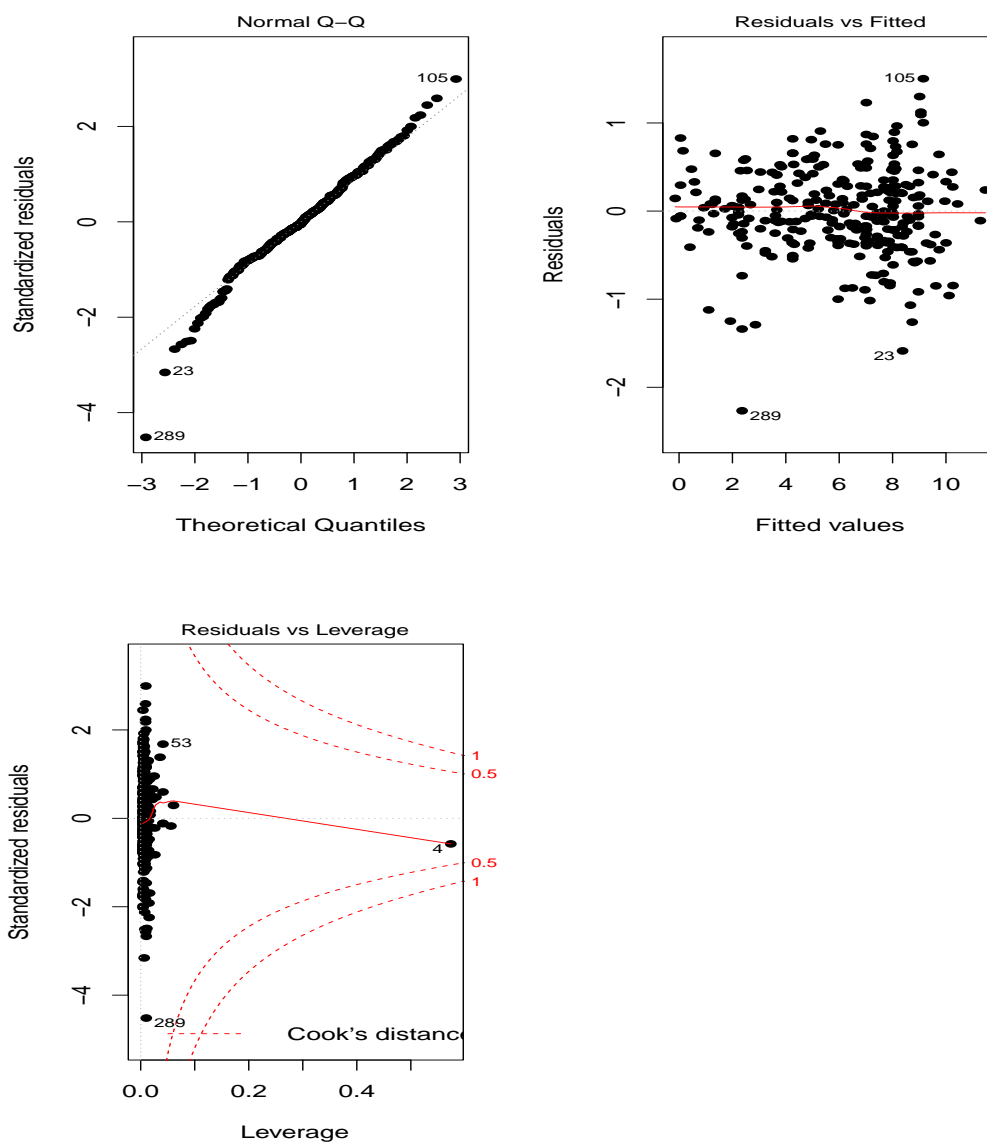 Normal Q−Q
Standardized residuals
2
0
−2
−4
105
23
289
−3 −2 −1 0 1 2 3
Theoretical Quantiles
Residuals vs Fitted
Residuals
1
0
−1
−2
105
23
289
0 2 4 6 8 10
Fitted values
Residuals vs Leverage
Standardized residuals
2
0
−2
−4
53
4
289
1
0.5
0.5
1
Cook's distance
0.0 0.2 0.4
Leverage